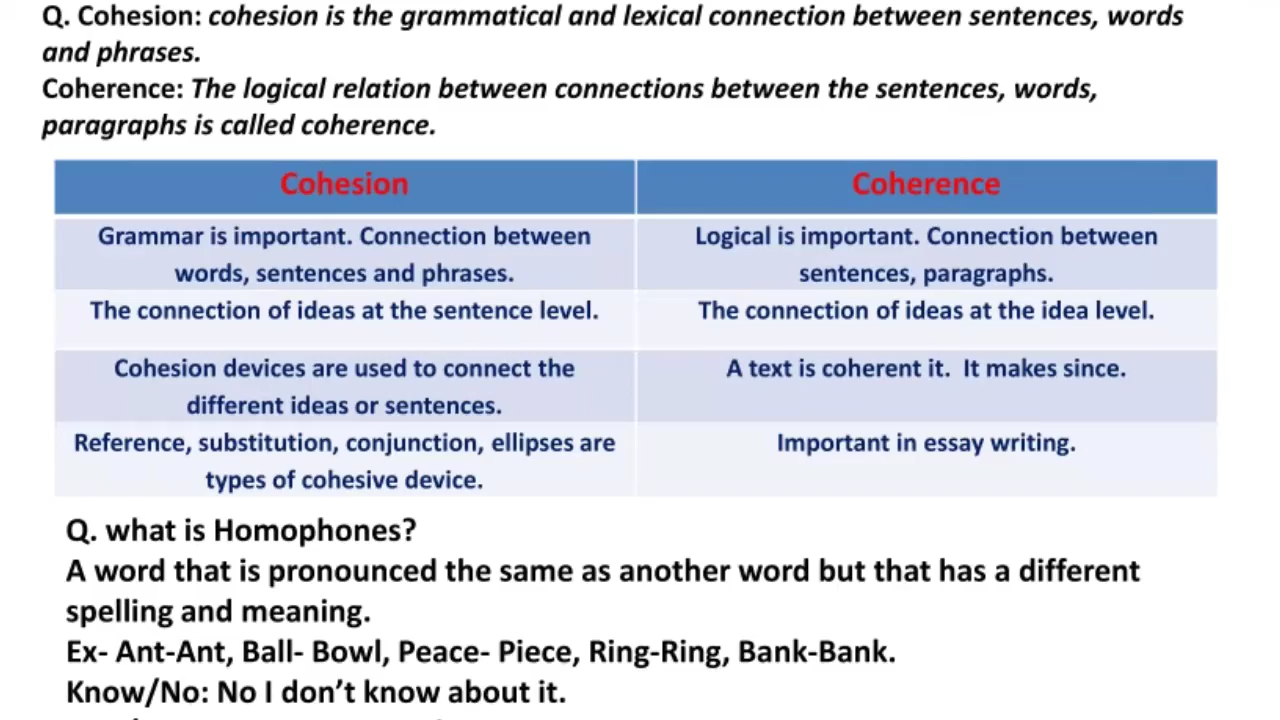 Q. Cohesion: cohesion is the grammatical and lexical connection between sentences, words
and phrases.
Coherence: The logical relation between connections between the sentences, words,
paragraphs is called coherence.
Cohesion
Coherence
Grammar is important. Connection between
words, sentences and phrases.
Logical is important. Connection between
sentences, paragraphs.
The connection of ideas at the sentence level.
The connection of ideas at the idea level.
Cohesion devices are used to connect the
different ideas or sentences.
A text is coherent it.  It makes since.
Reference, substitution, conjunction, ellipses are
types of cohesive device.
Important in essay writing.
Q. what is Homophones?
A word that is pronounced the same as another word but that has a different
spelling and meaning.
Ex- Ant-Ant, Ball- Bowl, Peace- Piece, Ring-Ring, Bank-Bank.
Know/No: No I don’t know about it.